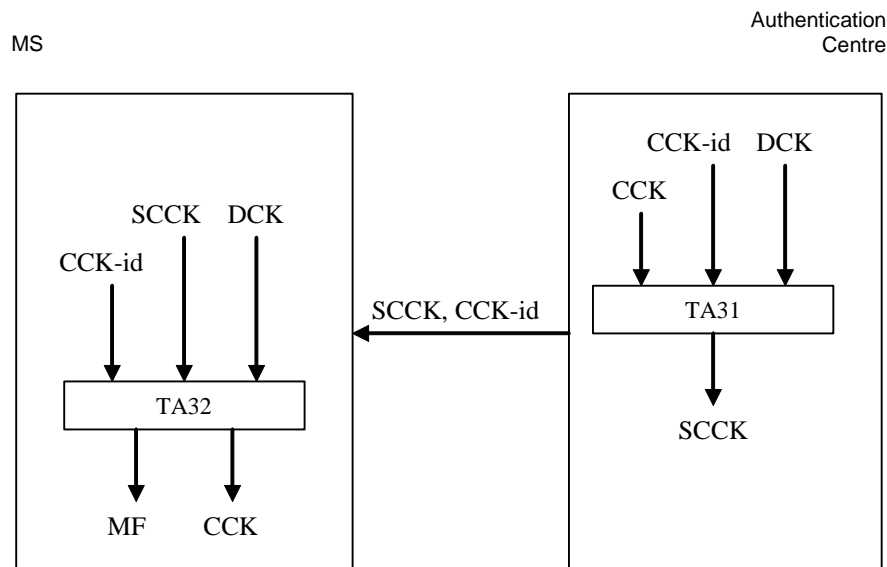 MS
Authentication
Centre
CCK-id DCK
CCK
SCCK DCK
CCK-id
SCCK, CCK-id
TA31
TA32
SCCK
MF CCK